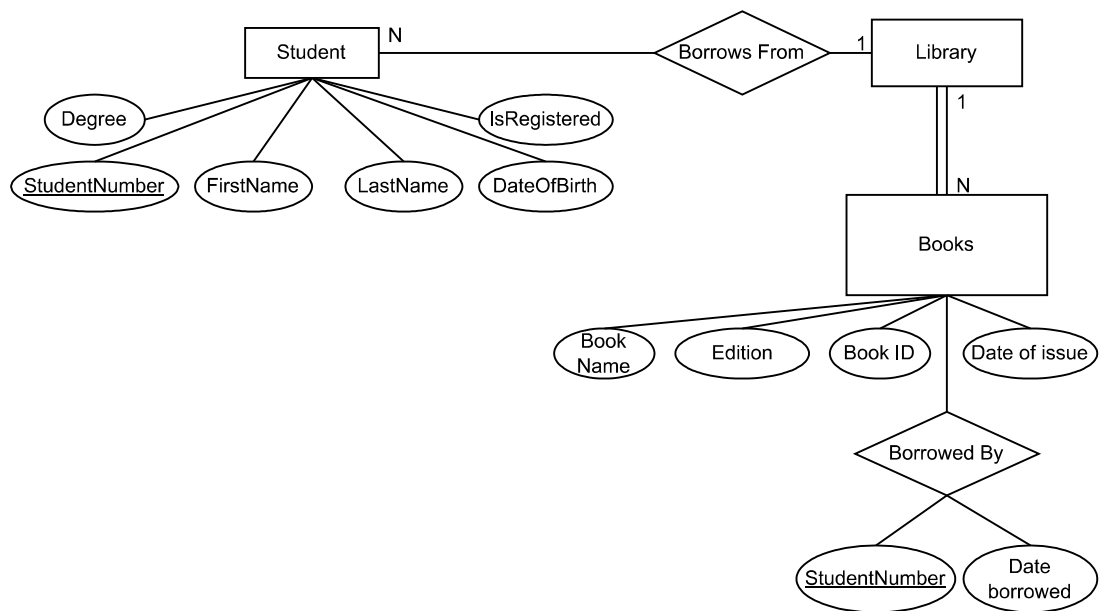 Student
N
Borrows From
1
Library
1
Degree
IsRegistered
StudentNumber
FirstName
LastName
DateOfBirth
N
Books
Book
Name
Edition
Book ID
Date of issue
Borrowed By
StudentNumber
Date
borrowed